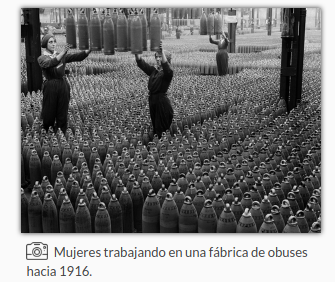 Mujeres trabajando en una fábrica de obuses
hacia 1916.